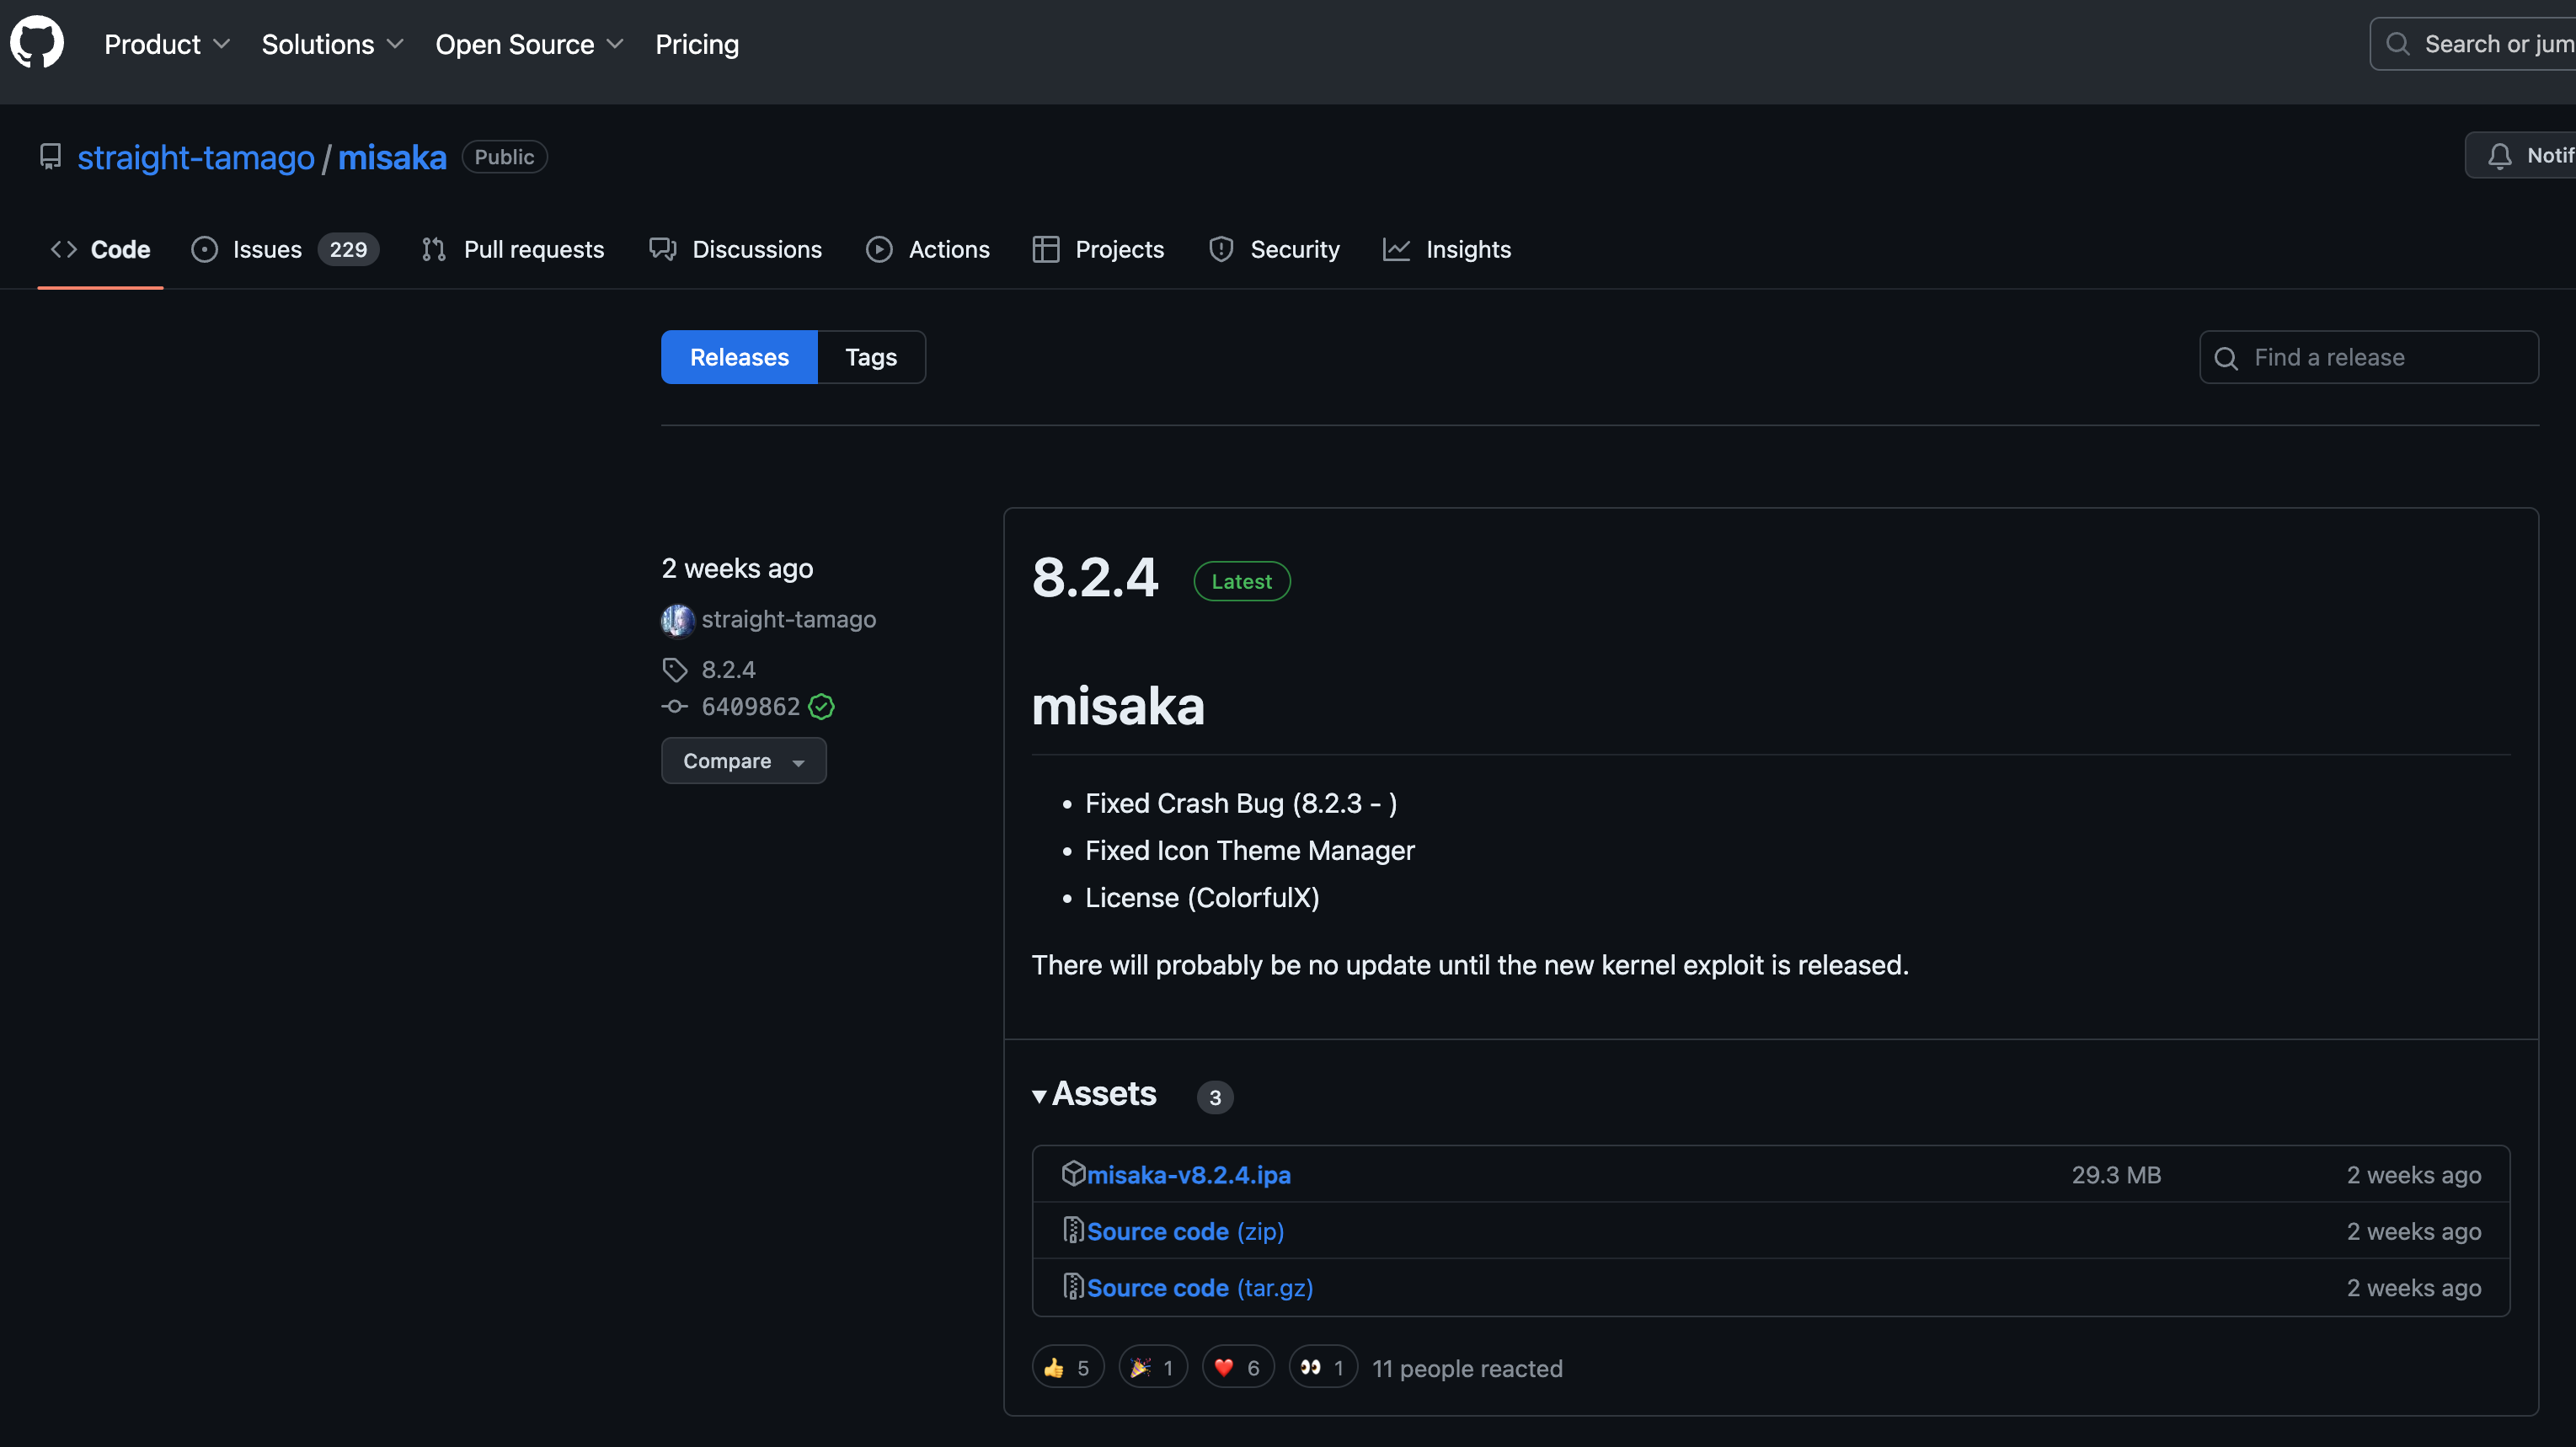 Product Solutions Open Source Pricing Search or jum
straight-tamago / misaka Public Notif
Code Issues 229 Pull requests Discussions Actions Projects Security Insights
Releases Tags Find a release
2 weeks ago
straight-tamago
8.2.4
6409862
Compare
8.2.4 Latest
misaka
• Fixed Crash Bug (8.2.3 - )
• Fixed Icon Theme Manager
• License (ColorfulX)
There will probably be no update until the new kernel exploit is released.
Assets 3
misaka-v8.2.4.ipa 29.3 MB 2 weeks ago
Source code (zip) 2 weeks ago
Source code (tar.gz) 2 weeks ago
👍 5 🎉 1 ❤️ 6 👀 1 11 people reacted